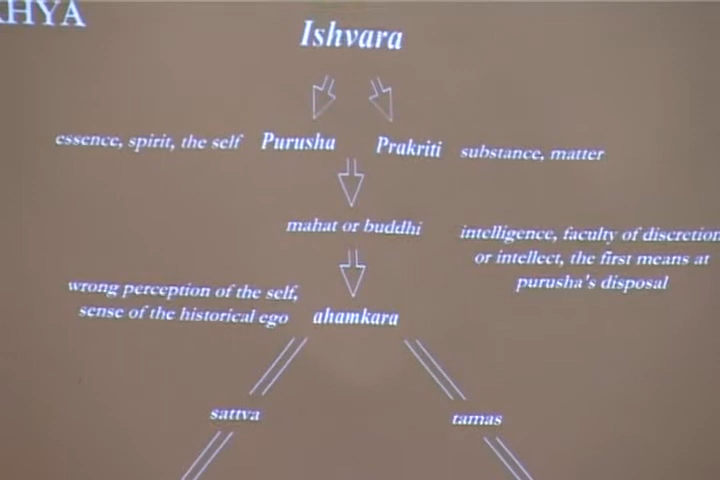 Ishvara
essence, spirit, the self Purusha Prakriti substance, matter
mahat or buddhi
intelligence, faculty of discretion
or intellect, the first means at
purusha's disposal
wrong perception of the self,
sense of the historical ego
ahamkara
sattva tamas